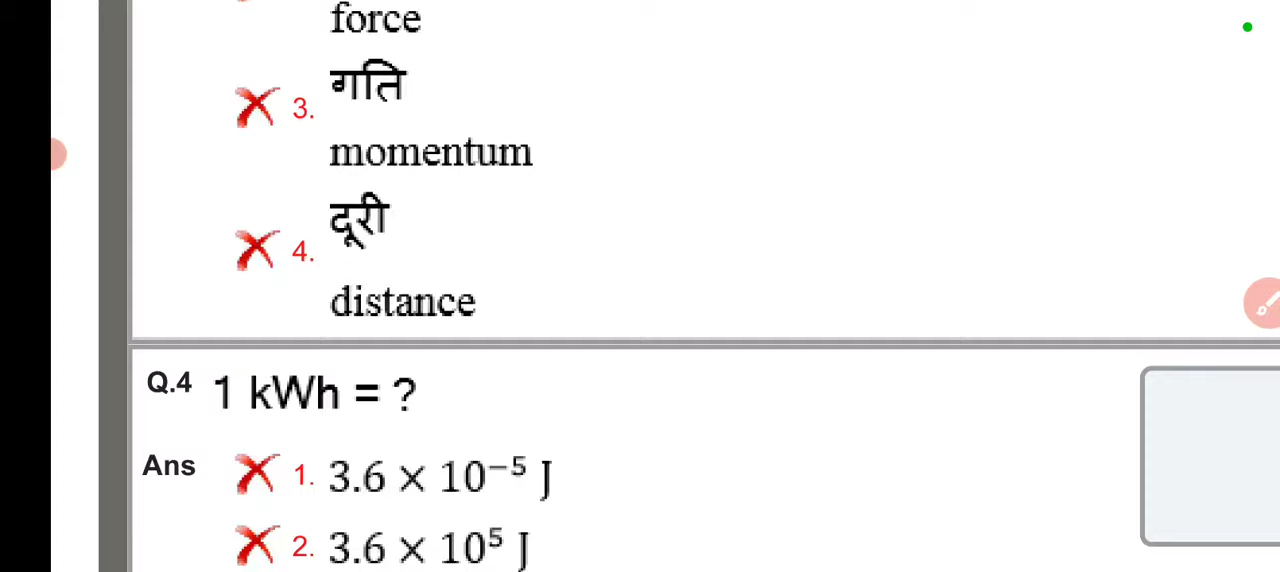 force
गति
3.
momentum
दूरी
4.
distance
Q.4 1 kWh = ?
Ans 1. 3.6 × 10⁻⁵ J
2. 3.6 × 10⁵ J